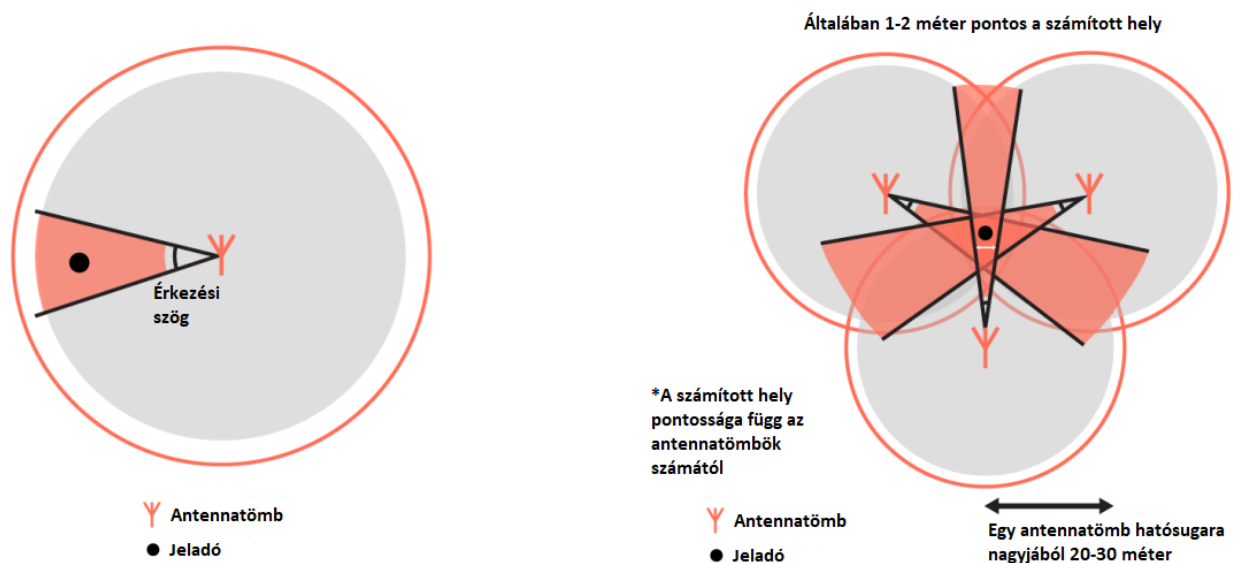 Érkezési
szög
Antennatömb
Jeladó
Általában 1-2 méter pontos a számított hely
*A számított hely
pontossága függ az
antennatömbök
számától
Antennatömb
Jeladó
Egy antennatömb hatósugara
nagyjából 20-30 méter